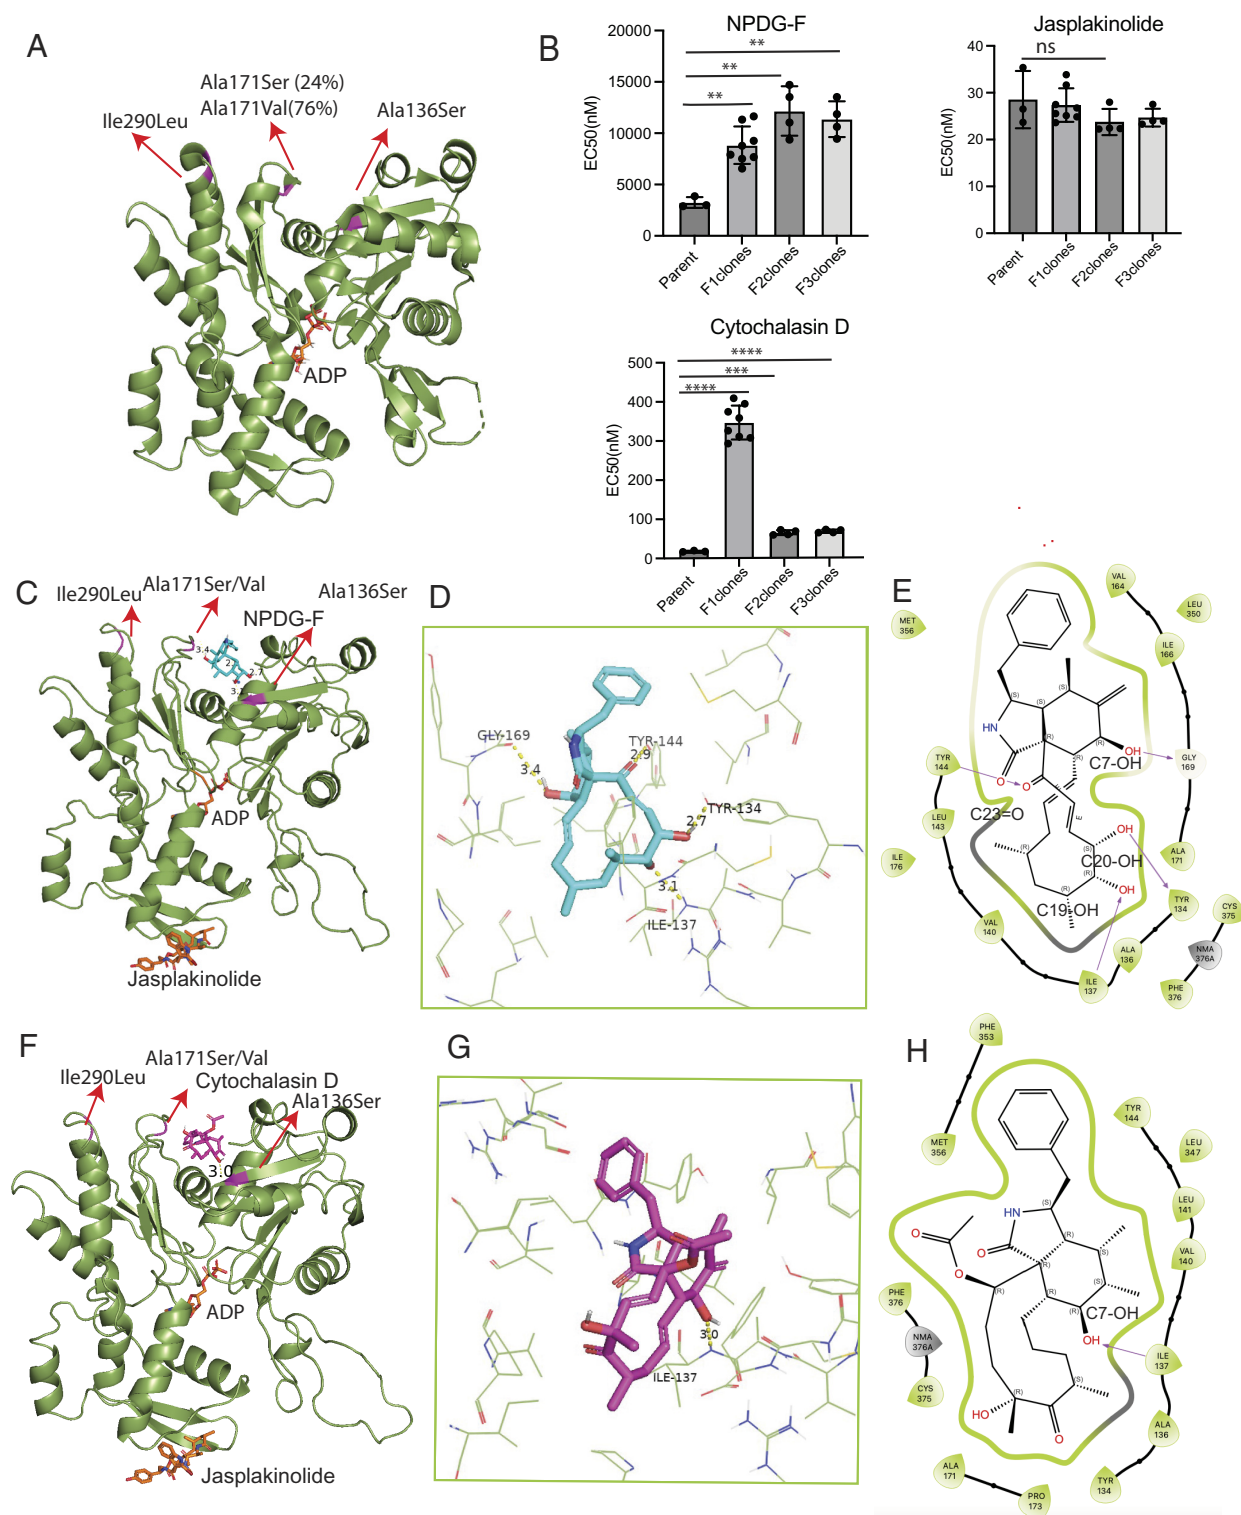 A
Ala171Ser (24%)
Ala171Val(76%)
Ile290Leu
Ala136Ser
ADP
B
NPDG-F
**
**
**
EC50(nM)
20000
15000
10000
5000
0
Parent
F1clones
F2clones
F3clones
Jasplakinolide
ns
EC50(nM)
40
30
20
10
0
Parent
F1clones
F2clones
F3clones
Cytochalasin D
****
***
****
EC50(nM)
500
400
300
200
100
0
Parent
F1clones
F2clones
F3clones
C
Ile290Leu
Ala171Ser/Val
Ala136Ser
NPDG-F
3.4
2.7
3.1
ADP
Jasplakinolide
D
GLY-169
3.4
TYR-144
2.9
TYR-134
2.7
3.1
ILE-137
E
MET
356
VAL
164
LEU
350
ILE
166
(S)
(S)
(S)
HN
(R)
(R)
(R)
OH
C7-OH
GLY
169
TYR
144
O
O
C23=O
LEU
143
E
OH
(S)
C20-OH
ALA
171
ILE
176
(R)
(R)
OH
C19-OH
TYR
134
CYS
375
VAL
140
ALA
136
NMA
376A
ILE
137
PHE
376
F
Ile290Leu
Ala171Ser/Val
Cytochalasin D
Ala136Ser
3.0
ADP
Jasplakinolide
G
3.0
ILE-137
H
PHE
353
MET
356
TYR
144
LEU
347
LEU
141
VAL
140
NH
(S)
O
O
O
(R)
(R)
(S)
(S)
(R)
(R)
(R)
C7-OH
OH
PHE
376
NMA
376A
CYS
375
ILE
137
(S)
(R)
HO
O
ALA
136
ALA
171
PRO
173
TYR
134